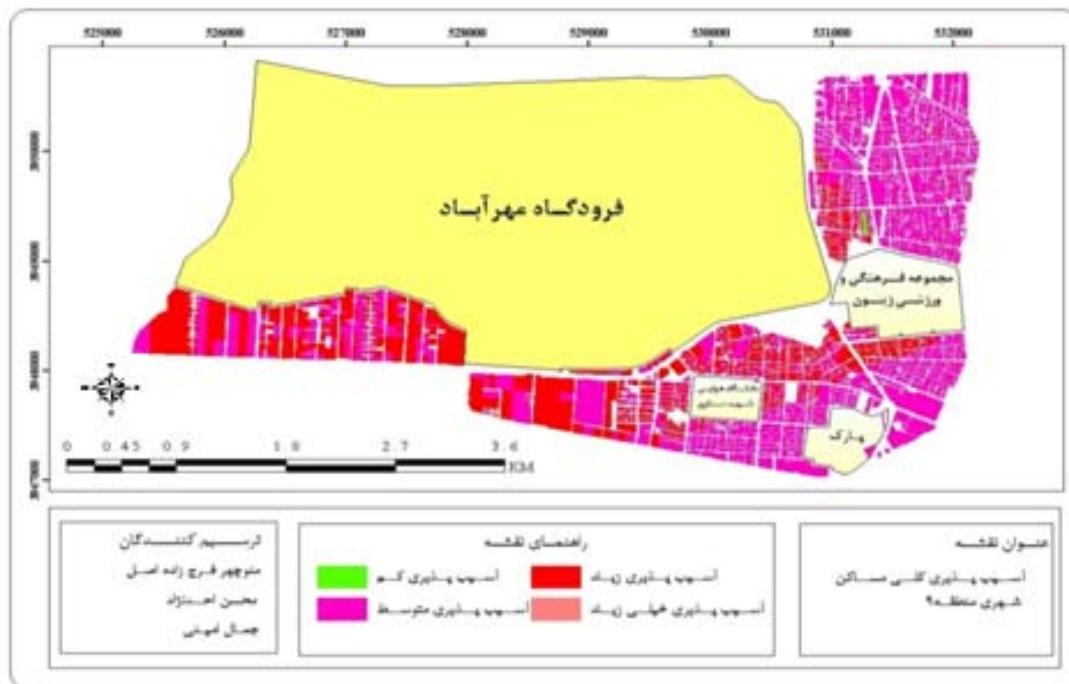 525000 526000 527000 528000 529000 530000 531000 532000
فرودگاه مهرآباد
مجموعه فرهنگی و
ورزشی زیتون
پارک
0 0.45 0.9 1.8 2.7 3.6
KM
عنوان نقشه
آسیب پذیری کلی مساکن
شهری منطقه ۹
راهنمای نقشه
آسیب پذیری زیاد
آسیب پذیری کم
آسیب پذیری خیلی زیاد
آسیب پذیری متوسط
ترسیم کنندگان
منوچهر فرج زاده اصل
محسن احدنژاد
جمال امینی